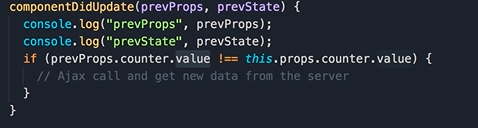 componentDidUpdate(prevProps, prevState) {
console.log("prevProps", prevProps);
console.log("prevState", prevState);
if (prevProps.counter.value !== this.props.counter.value) {
// Ajax call and get new data from the server
}
}